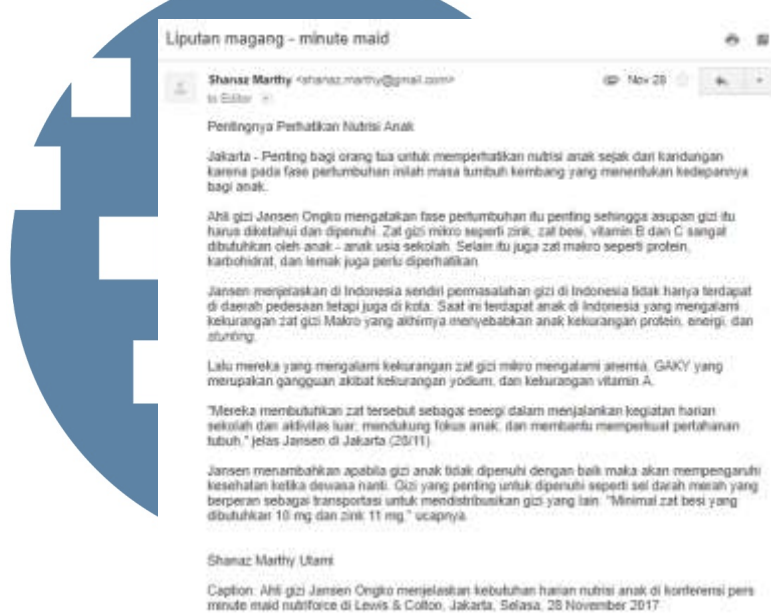 Liputan magang - minute maid
Shanaz Marthy <shanaz.marthy@gmail.com> Nov 28
to Editor
Pentingnya Perhatikan Nutrisi Anak
Jakarta - Penting bagi orang tua untuk memperhatikan nutrisi anak sejak dari kandungan
karena pada fase pertumbuhan inilah masa tumbuh kembang yang menentukan kedepannya
bagi anak.
Ahli gizi Jansen Ongko mengatakan fase pertumbuhan itu penting sehingga asupan gizi itu
harus diketahui dan dipenuhi. Zat gizi mikro seperti zink, zat besi, vitamin B dan C sangat
dibutuhkan oleh anak - anak usia sekolah. Selain itu juga zat makro seperti protein,
karbohidrat, dan lemak juga perlu diperhatikan.
Jansen menjelaskan di Indonesia sendiri permasalahan gizi di Indonesia tidak hanya terdapat
di daerah pedesaan tetapi juga di kota. Saat ini terdapat anak di Indonesia yang mengalami
kekurangan zat gizi Makro yang akhirnya menyebabkan anak kekurangan protein, energi, dan
stunting.
Lalu mereka yang mengalami kekurangan zat gizi mikro mengalami anemia, GAKY yang
merupakan gangguan akibat kekurangan yodium, dan kekurangan vitamin A.
"Mereka membutuhkan zat tersebut sebagai energi dalam menjalankan kegiatan harian
sekolah dan aktivitas luar, mendukung fokus anak, dan membantu memperkuat pertahanan
tubuh," jelas Jansen di Jakarta (28/11).
Jansen menambahkan apabila gizi anak tidak dipenuhi dengan baik maka akan mempengaruhi
kesehatan ketika dewasa nanti. Gizi yang penting untuk dipenuhi seperti sel darah merah yang
berperan sebagai transportasi untuk mendistribusikan gizi yang lain. "Minimal zat besi yang
dibutuhkan 10 mg dan zink 11 mg," ucapnya.
Shanaz Marthy Utami
Caption: Ahli gizi Jansen Ongko menjelaskan kebutuhan harian nutrisi anak di konferensi pers
minute maid nutriforce di Lewis & Colton, Jakarta, Selasa, 28 November 2017